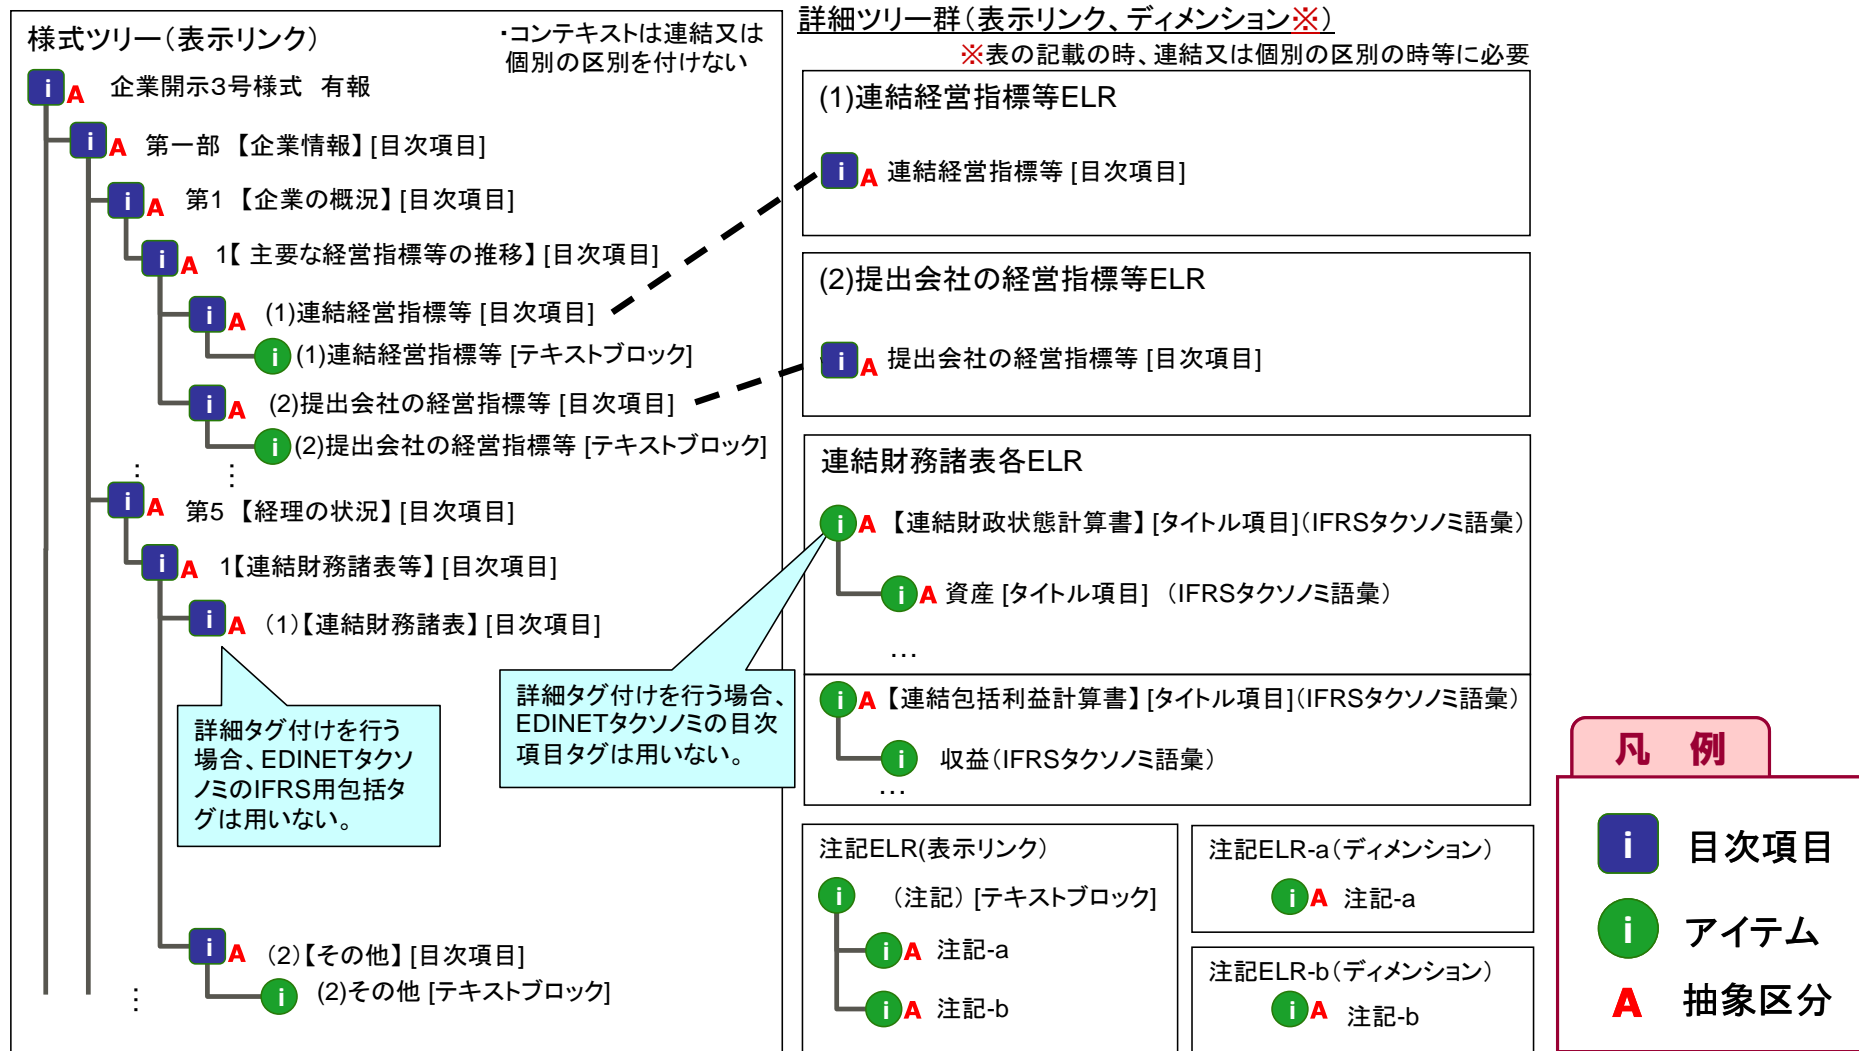 様式ツリー(表示リンク)
・コンテキストは連結又は
個別の区別を付けない
i A 企業開示3号様式 有報
i A 第一部 【企業情報】 [目次項目]
i A 第1 【企業の概況】 [目次項目]
i A 1【 主要な経営指標等の推移】 [目次項目]
i A (1)連結経営指標等 [目次項目]
i (1)連結経営指標等 [テキストブロック]
i A (2)提出会社の経営指標等 [目次項目]
i (2)提出会社の経営指標等 [テキストブロック]
… …
i A 第5 【経理の状況】 [目次項目]
i A 1【連結財務諸表等】 [目次項目]
i A (1)【連結財務諸表】 [目次項目]
詳細タグ付けを行う
場合、EDINETタクソ
ノミのIFRS用包括タ
グは用いない。
i A (2)【その他】 [目次項目]
i (2)その他 [テキストブロック]
…
詳細ツリー群(表示リンク、ディメンション※)
※表の記載の時、連結又は個別の区別の時等に必要
(1)連結経営指標等ELR
i A 連結経営指標等 [目次項目]
(2)提出会社の経営指標等ELR
i A 提出会社の経営指標等 [目次項目]
連結財務諸表各ELR
i A 【連結財政状態計算書】 [タイトル項目](IFRSタクソノミ語彙)
i A 資産 [タイトル項目] (IFRSタクソノミ語彙)
…
詳細タグ付けを行う場合、
EDINETタクソノミの目次
項目タグは用いない。
i A 【連結包括利益計算書】 [タイトル項目](IFRSタクソノミ語彙)
i 収益(IFRSタクソノミ語彙)
…
注記ELR(表示リンク)
i (注記) [テキストブロック]
i A 注記-a
i A 注記-b
注記ELR-a(ディメンション)
i A 注記-a
注記ELR-b(ディメンション)
i A 注記-b
凡 例
i 目次項目
i アイテム
A 抽象区分